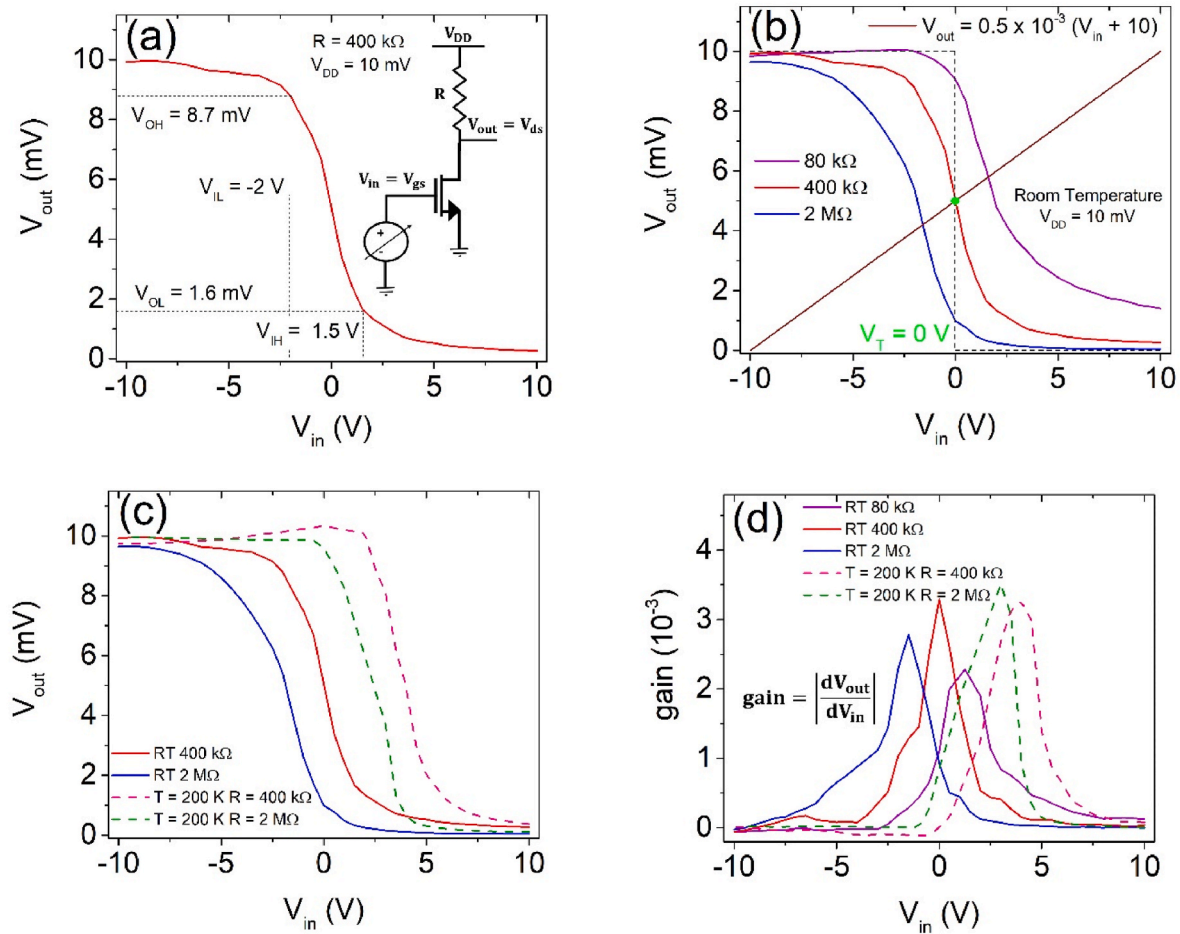 (a)
R = 400 kΩ
V_DD = 10 mV
V_DD
R
V_out = V_ds
V_in = V_gs
+
-
V_OH = 8.7 mV
V_IL = -2 V
V_OL = 1.6 mV
V_IH = 1.5 V
V_out (mV)
10
8
6
4
2
0
-10 -5 0 5 10
V_in (V)
(b)
V_out = 0.5 x 10^-3 (V_in + 10)
80 kΩ
400 kΩ
2 MΩ
Room Temperature
V_DD = 10 mV
V_T = 0 V
V_out (mV)
10
8
6
4
2
0
-10 -5 0 5 10
V_in (V)
(c)
RT 400 kΩ
RT 2 MΩ
T = 200 K R = 400 kΩ
T = 200 K R = 2 MΩ
V_out (mV)
10
8
6
4
2
0
-10 -5 0 5 10
V_in (V)
(d)
RT 80 kΩ
RT 400 kΩ
RT 2 MΩ
T = 200 K R = 400 kΩ
T = 200 K R = 2 MΩ
gain = |dV_out/dV_in|
gain (10^-3)
4
3
2
1
0
-10 -5 0 5 10
V_in (V)